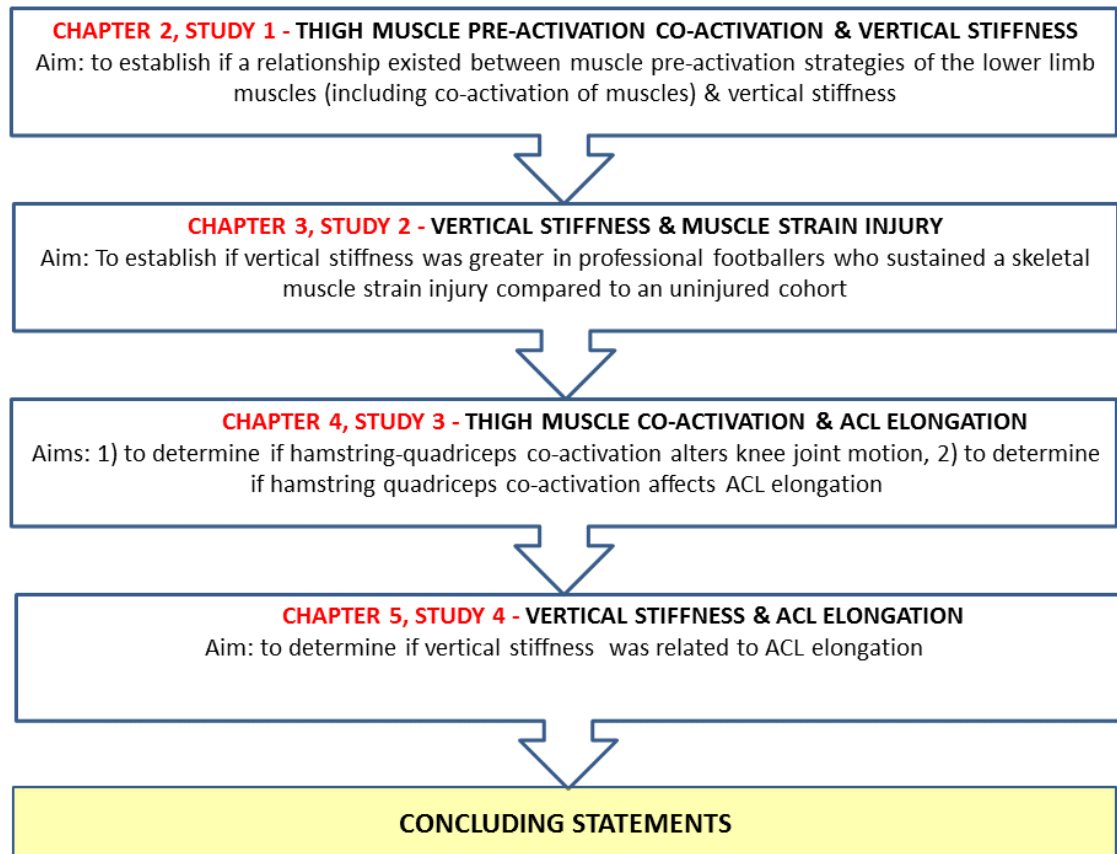 CHAPTER 2, STUDY 1 - THIGH MUSCLE PRE-ACTIVATION CO-ACTIVATION & VERTICAL STIFFNESS
Aim: to establish if a relationship existed between muscle pre-activation strategies of the lower limb
muscles (including co-activation of muscles) & vertical stiffness
CHAPTER 3, STUDY 2 - VERTICAL STIFFNESS & MUSCLE STRAIN INJURY
Aim: To establish if vertical stiffness was greater in professional footballers who sustained a skeletal
muscle strain injury compared to an uninjured cohort
CHAPTER 4, STUDY 3 - THIGH MUSCLE CO-ACTIVATION & ACL ELONGATION
Aims: 1) to determine if hamstring-quadriceps co-activation alters knee joint motion, 2) to determine
if hamstring quadriceps co-activation affects ACL elongation
CHAPTER 5, STUDY 4 - VERTICAL STIFFNESS & ACL ELONGATION
Aim: to determine if vertical stiffness was related to ACL elongation
CONCLUDING STATEMENTS